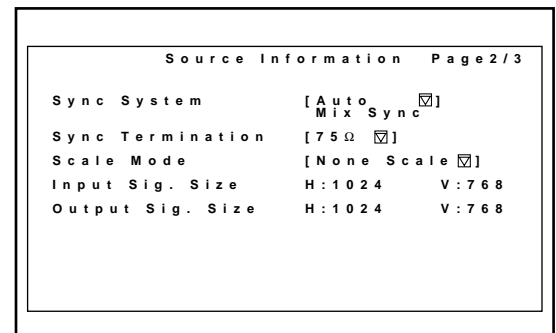 Source Information Page2/3
Sync System [Auto ▽]
Mix Sync
Sync Termination [75Ω ▽]
Scale Mode [None Scale ▽]
Input Sig. Size H:1024 V:768
Output Sig. Size H:1024 V:768